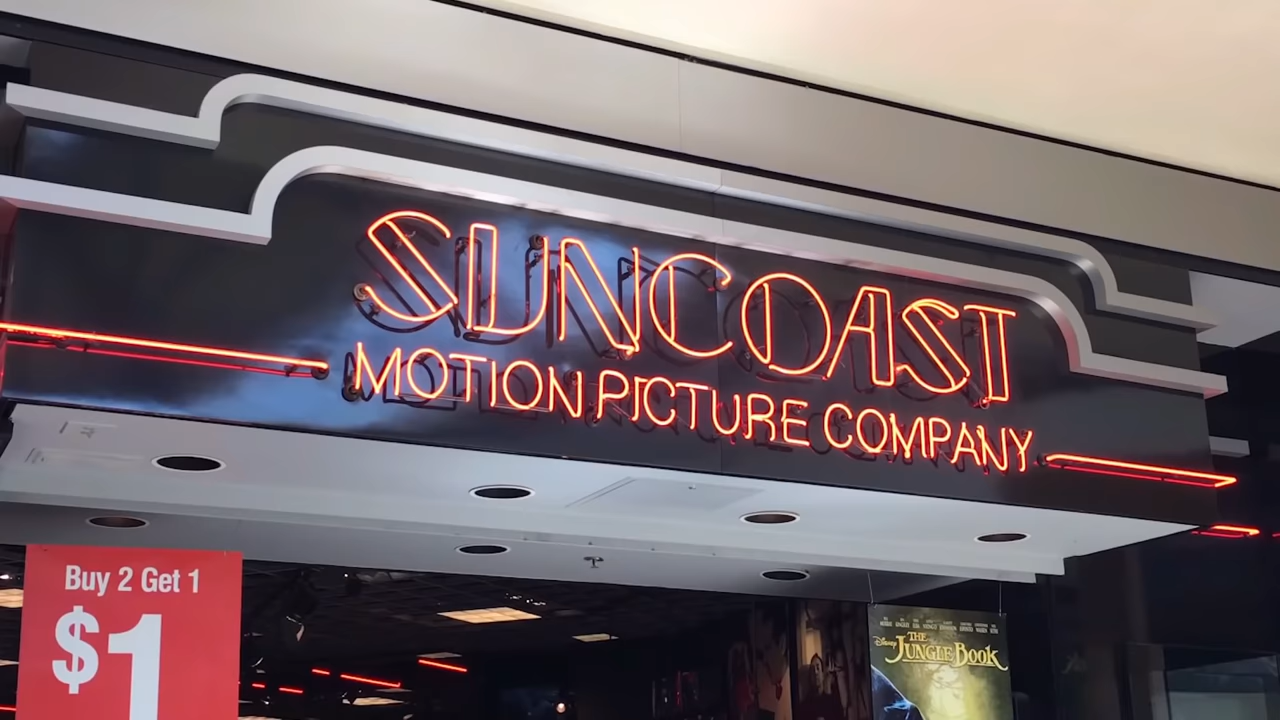 SUNCOAST
MOTION PICTURE COMPANY
Buy 2 Get 1
$1
Disney
THE
JUNGLE BOOK